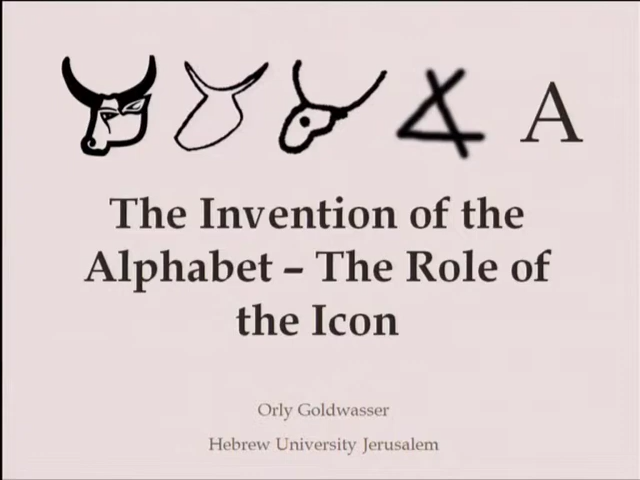 A
The Invention of the
Alphabet – The Role of
the Icon
Orly Goldwasser
Hebrew University Jerusalem